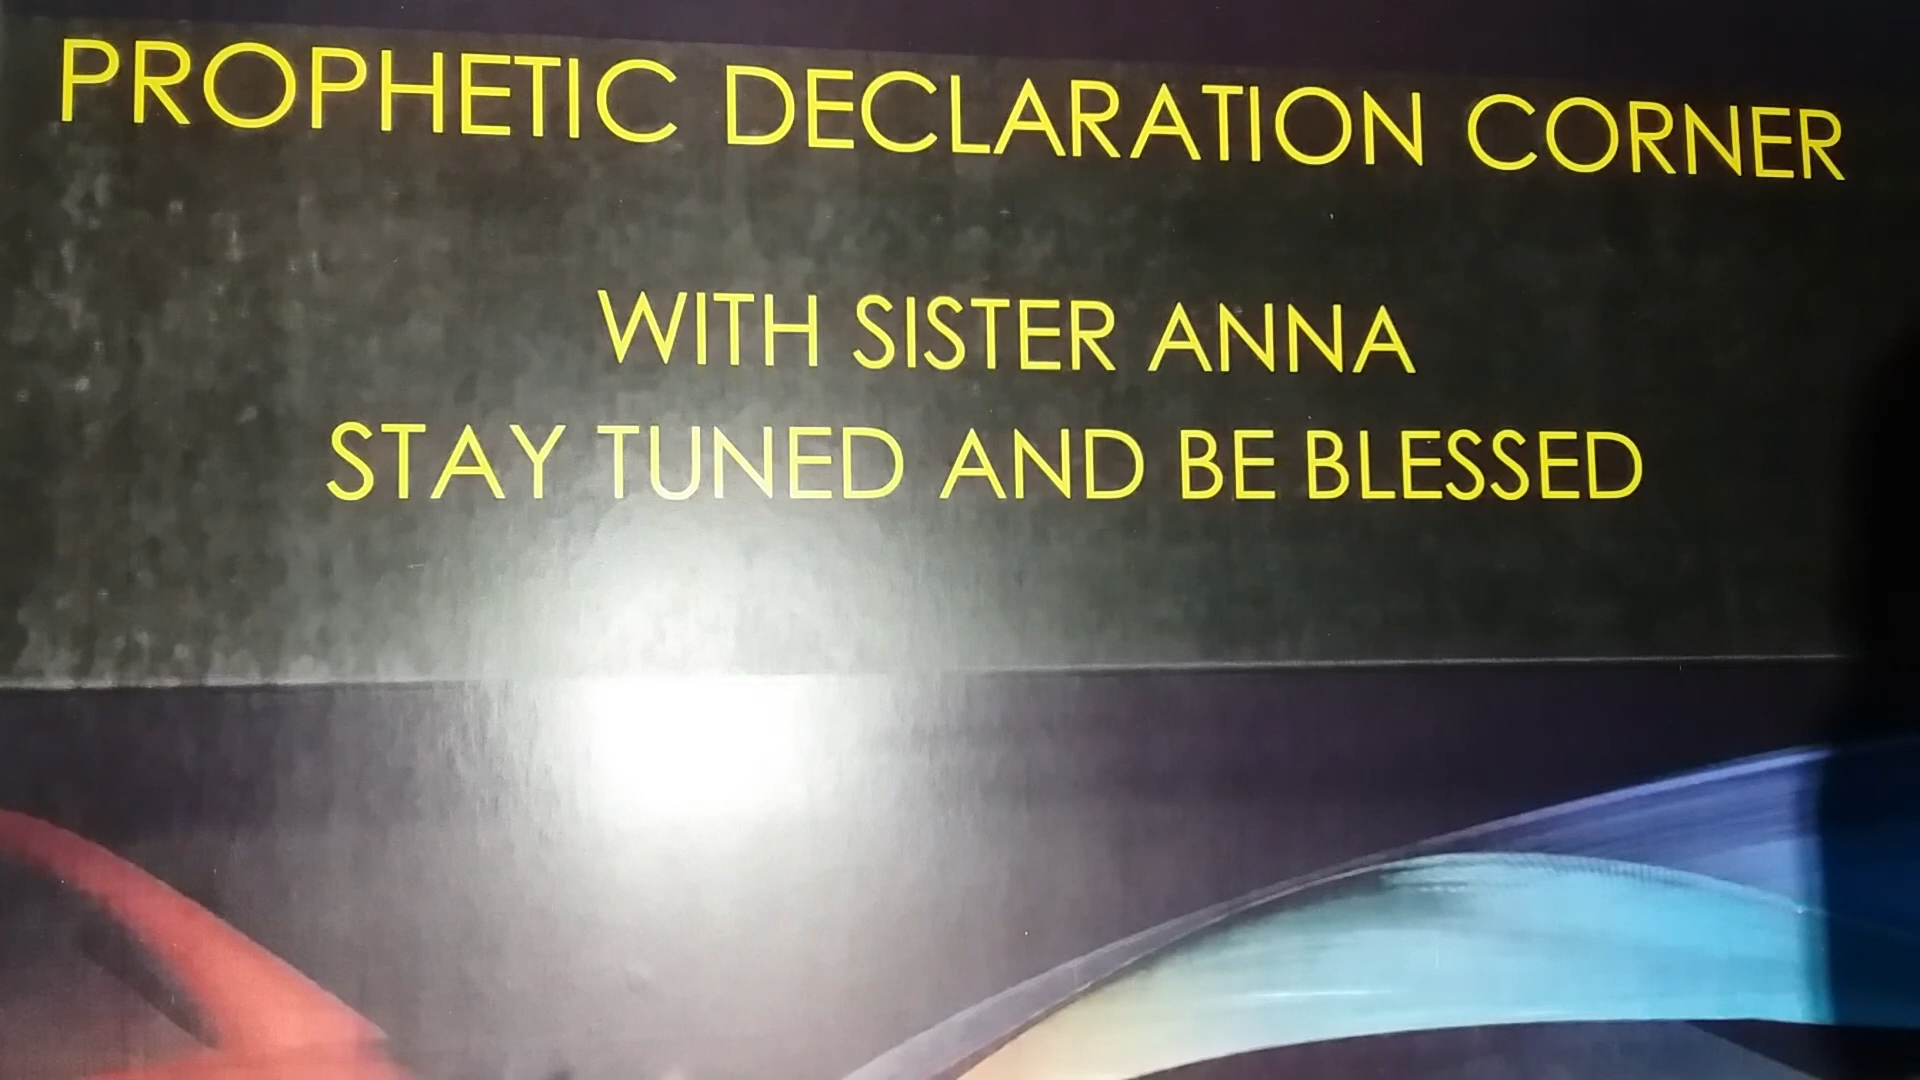 PROPHETIC DECLARATION CORNER
WITH SISTER ANNA
STAY TUNED AND BE BLESSED